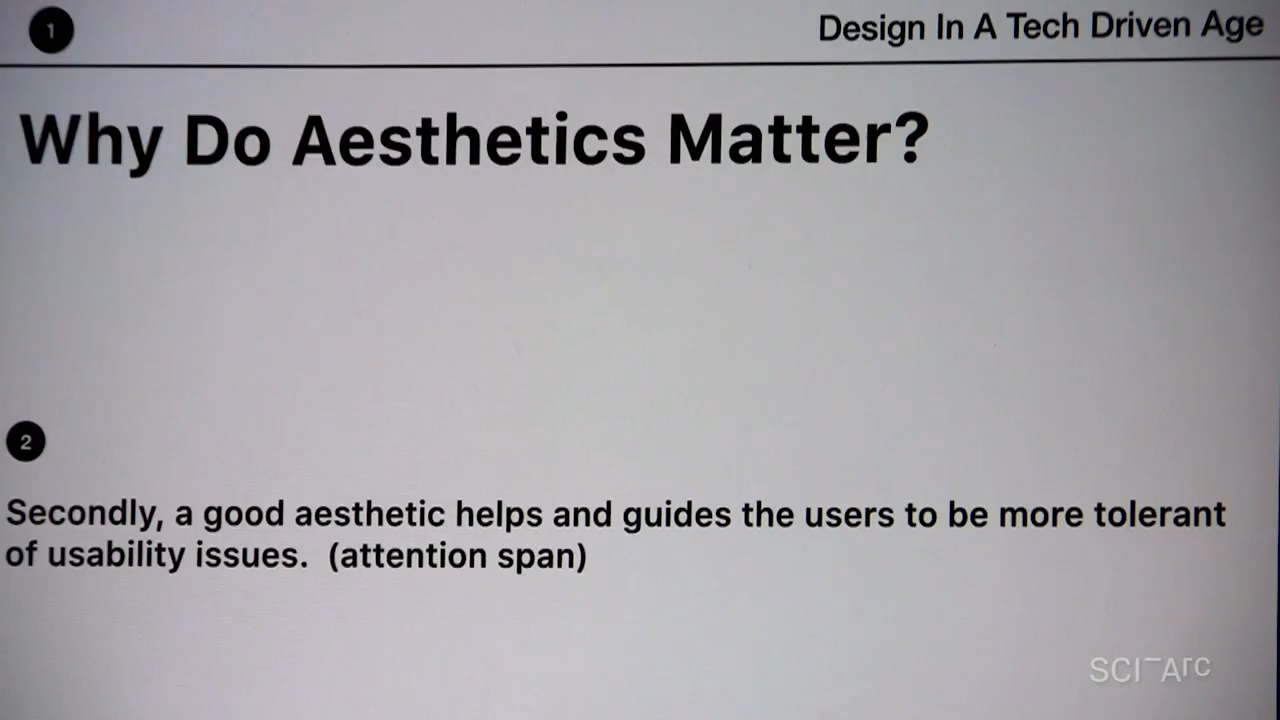 1
Design In A Tech Driven Age
Why Do Aesthetics Matter?
2
Secondly, a good aesthetic helps and guides the users to be more tolerant
of usability issues. (attention span)
SCI-Arc